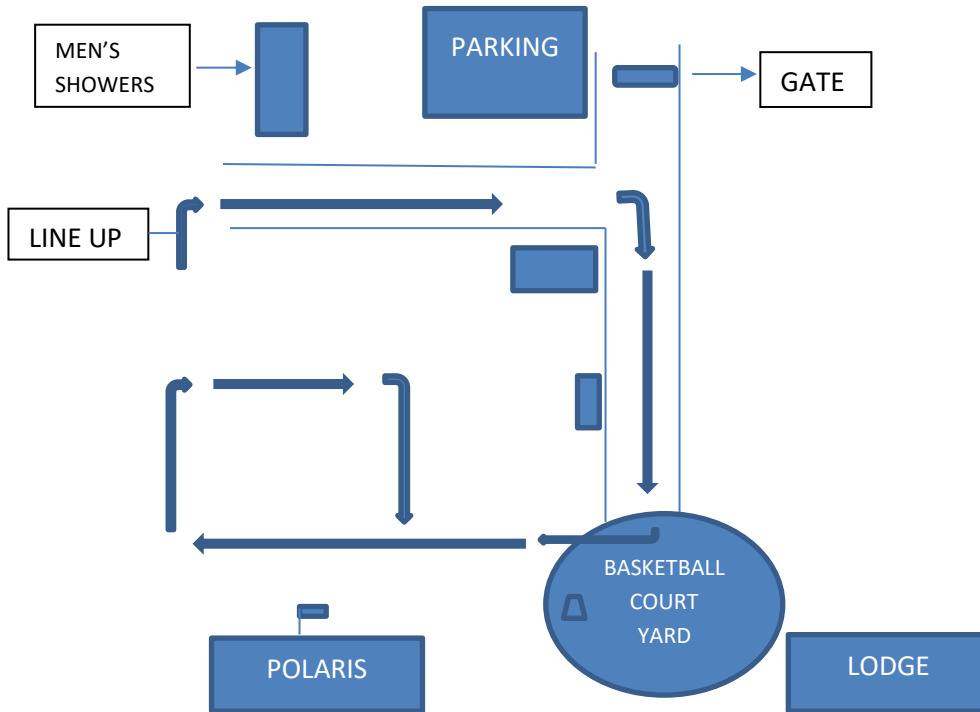 MEN’S
SHOWERS
PARKING
GATE
LINE UP
BASKETBALL
COURT
YARD
POLARIS
LODGE